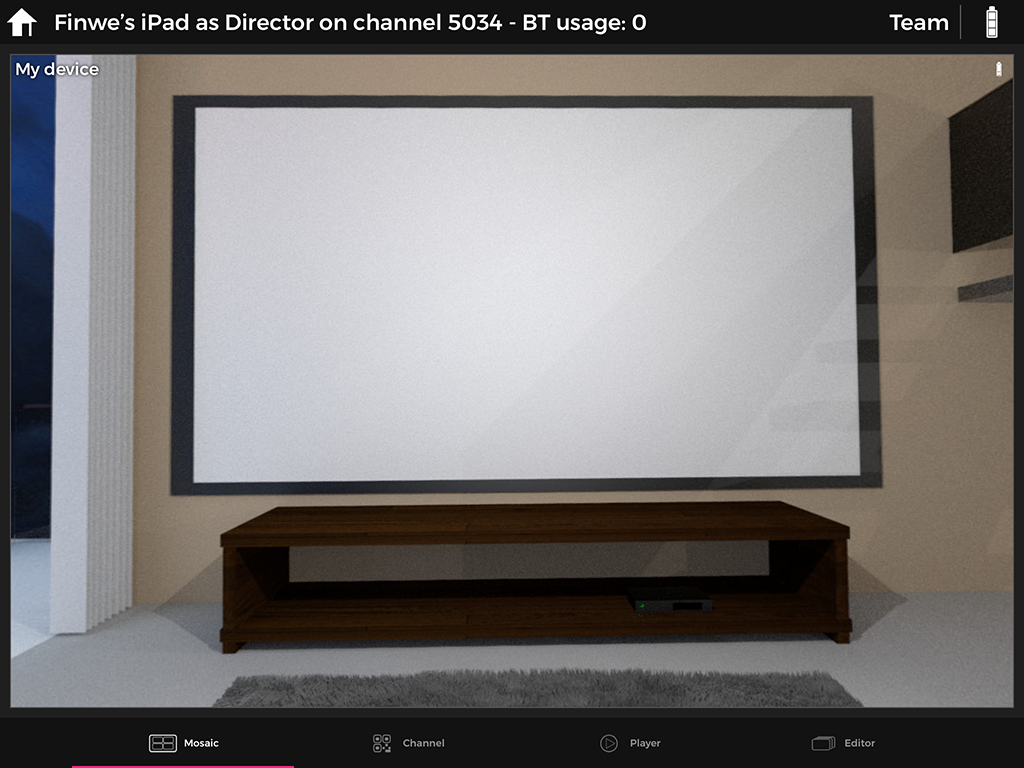 Finwe’s iPad as Director on channel 5034 - BT usage: 0
Team
My device
Mosaic
Channel
Player
Editor